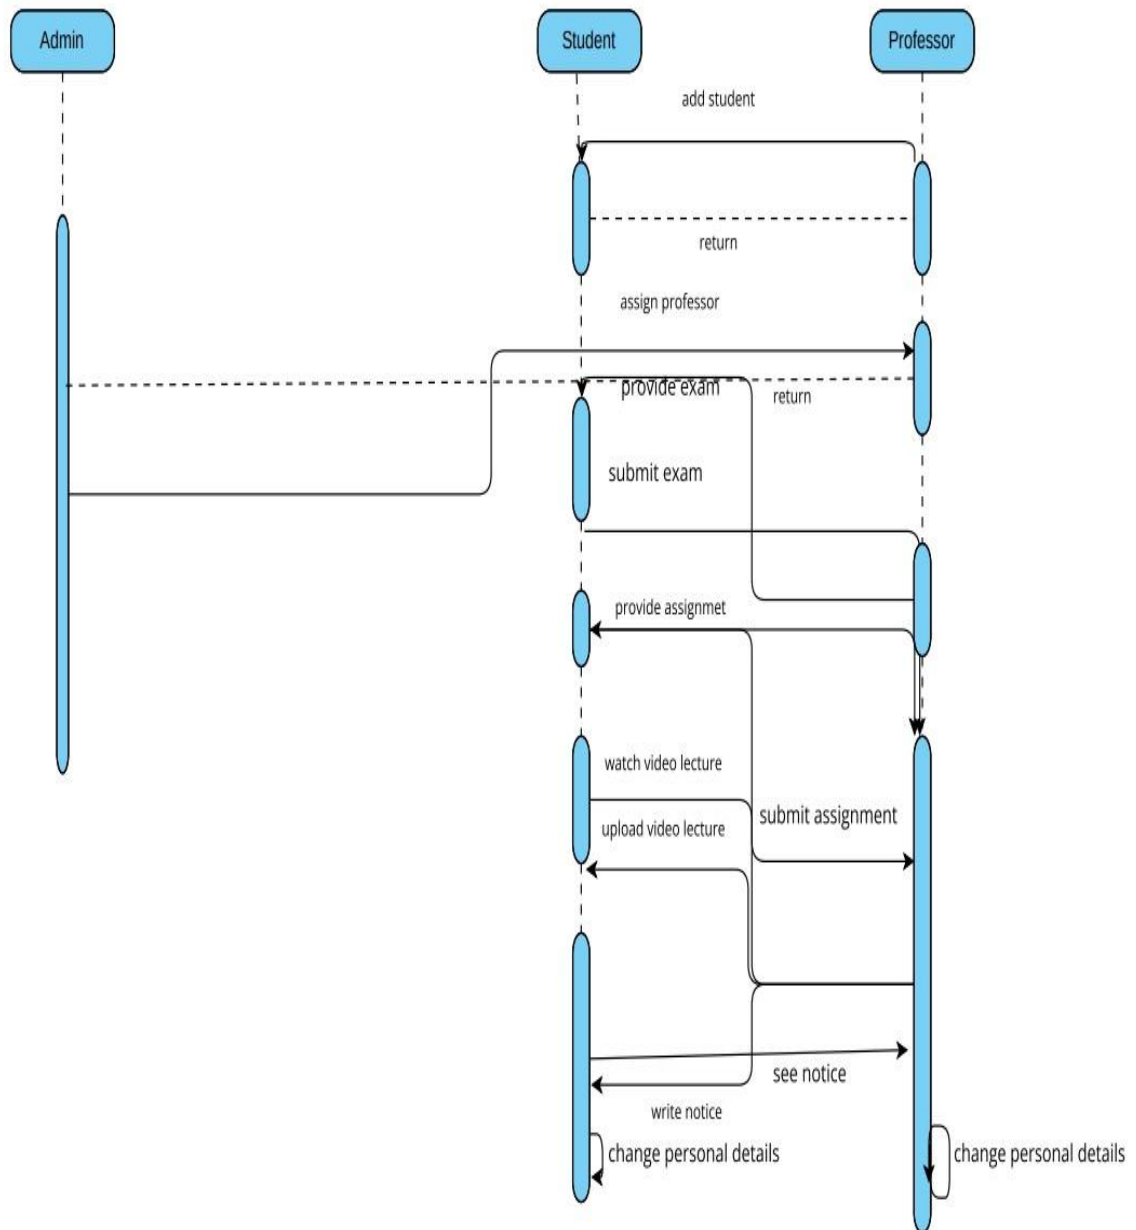 Admin
Student
Professor
add student
return
assign professor
provide exam
return
submit exam
provide assignmet
watch video lecture
submit assignment
upload video lecture
see notice
write notice
change personal details
change personal details